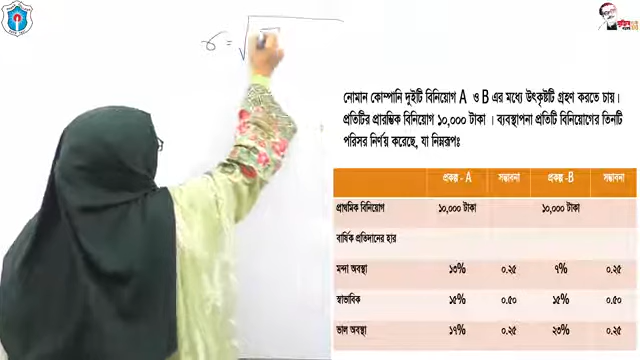 σ = √
নোমান কোম্পানি দুইটি বিনিয়োগ A ও B এর মধ্যে উৎকৃষ্টটি গ্রহণ করতে চায়।
প্রতিটির প্রারম্ভিক বিনিয়োগ ১০,০০০ টাকা । ব্যবস্থাপনা প্রতিটি বিনিয়োগের তিনটি
পরিসর নির্ণয় করেছে, যা নিম্নরূপঃ
প্রকল্প - A সম্ভাবনা প্রকল্প -B সম্ভাবনা
প্রাথমিক বিনিয়োগ ১০,০০০ টাকা ১০,০০০ টাকা
বার্ষিক প্রতিদানের হার
মন্দা অবস্থা ১৩% ০.২৫ ৭% ০.২৫
স্বাভাবিক ১৫% ০.৫০ ১৫% ০.৫০
ভাল অবস্থা ১৭% ০.২৫ ২৩% ০.২৫